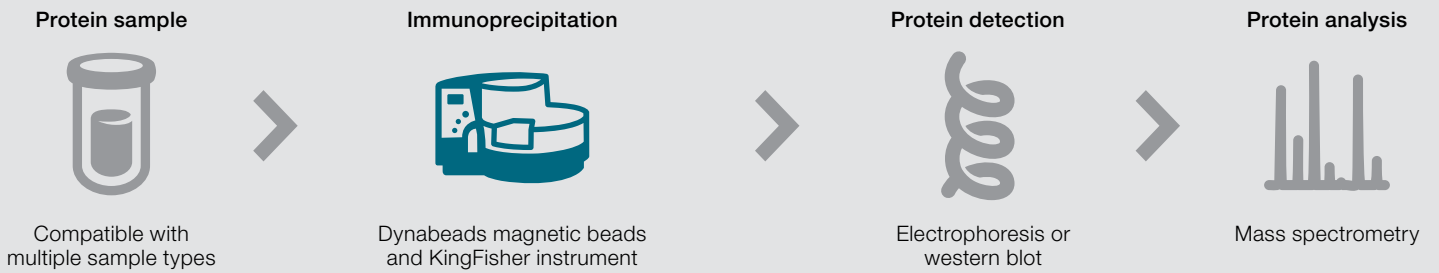 Protein sample
Immunoprecipitation
Protein detection
Protein analysis
Compatible with
multiple sample types
Dynabeads magnetic beads
and KingFisher instrument
Electrophoresis or
western blot
Mass spectrometry